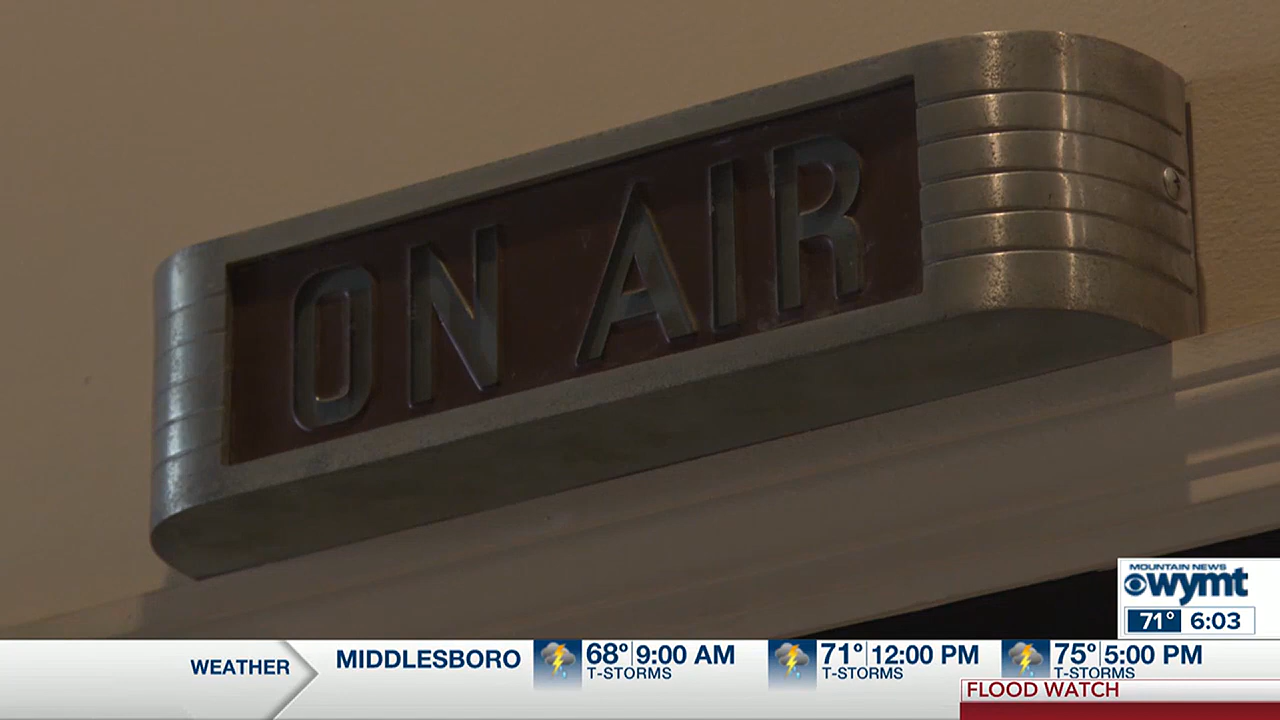 ON AIR
MOUNTAIN NEWS
wymt
71° 6:03
WEATHER
MIDDLESBORO
68° 9:00 AM
T-STORMS
71° 12:00 PM
T-STORMS
75° 5:00 PM
T-STORMS
FLOOD WATCH